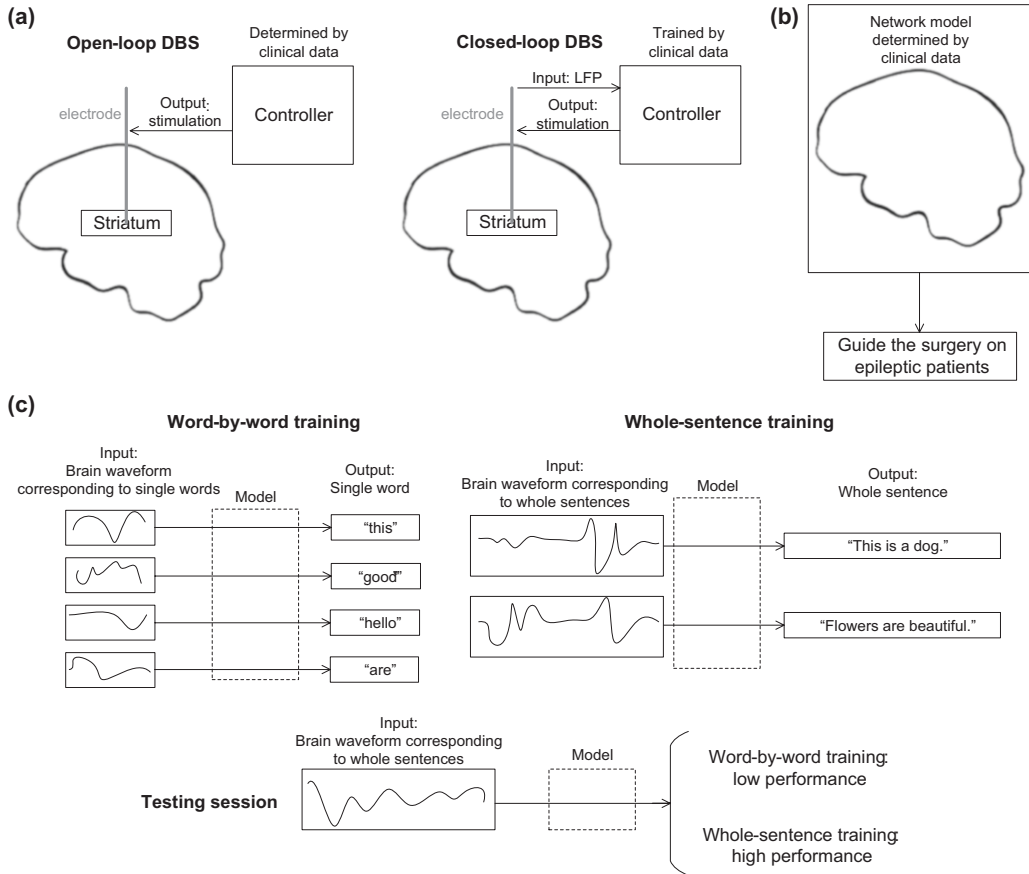 (a)
Open-loop DBS
Determined by
clinical data
Controller
Output:
stimulation
electrode
Striatum
Closed-loop DBS
Trained by
clinical data
Input: LFP
Output:
stimulation
Controller
electrode
Striatum
(b)
Network model
determined by
clinical data
Guide the surgery on
epileptic patients
(c)
Word-by-word training
Input:
Brain waveform
corresponding to single words
Model
Output:
Single word
“this”
“good”
“hello”
“are”
Whole-sentence training
Input:
Brain waveform corresponding
to whole sentences
Model
Output:
Whole sentence
“This is a dog.”
“Flowers are beautiful.”
Testing session
Input:
Brain waveform corresponding
to whole sentences
Model
Word-by-word training:
low performance
Whole-sentence training:
high performance